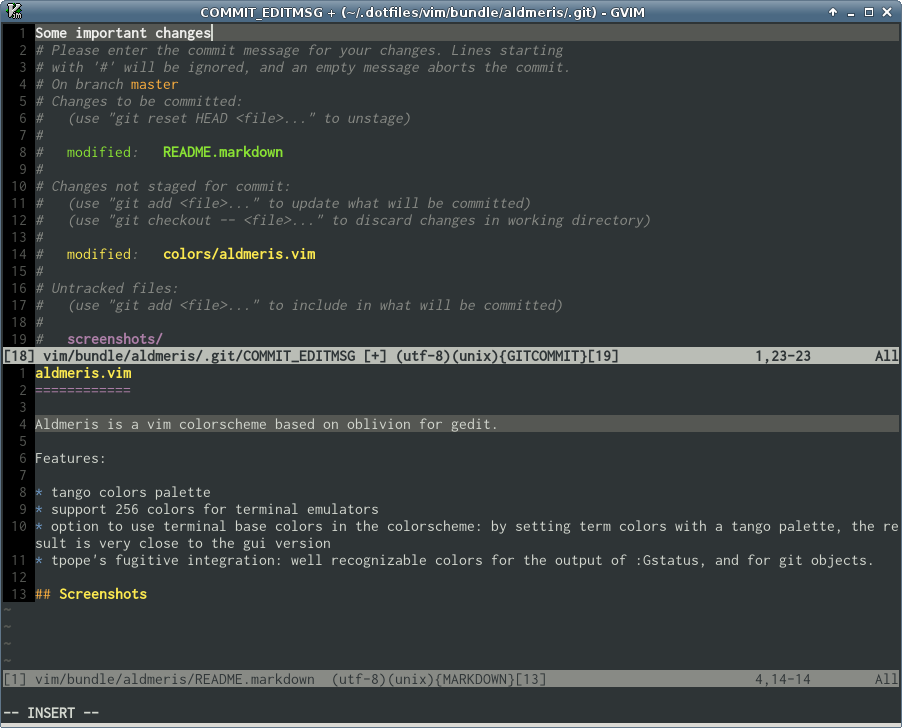 COMMIT_EDITMSG + (~/.dotfiles/vim/bundle/aldmeris/.git) - GVIM
1 Some important changes
2 # Please enter the commit message for your changes. Lines starting
3 # with '#' will be ignored, and an empty message aborts the commit.
4 # On branch master
5 # Changes to be committed:
6 #   (use "git reset HEAD <file>..." to unstage)
7 #
8 #   modified:   README.markdown
9 #
10 # Changes not staged for commit:
11 #   (use "git add <file>..." to update what will be committed)
12 #   (use "git checkout -- <file>..." to discard changes in working directory)
13 #
14 #   modified:   colors/aldmeris.vim
15 #
16 # Untracked files:
17 #   (use "git add <file>..." to include in what will be committed)
18 #
19 #   screenshots/
[18] vim/bundle/aldmeris/.git/COMMIT_EDITMSG [+] (utf-8)(unix){GITCOMMIT}[19] 1,23-23 All
1 aldmeris.vim
2 ============
3
4 Aldmeris is a vim colorscheme based on oblivion for gedit.
5
6 Features:
7
8 * tango colors palette
9 * support 256 colors for terminal emulators
10 * option to use terminal base colors in the colorscheme: by setting term colors with a tango palette, the re
sult is very close to the gui version
11 * tpope's fugitive integration: well recognizable colors for the output of :Gstatus, and for git objects.
12
13 ## Screenshots
~
~
~
~
[1] vim/bundle/aldmeris/README.markdown  (utf-8)(unix){MARKDOWN}[13] 4,14-14 All
-- INSERT --